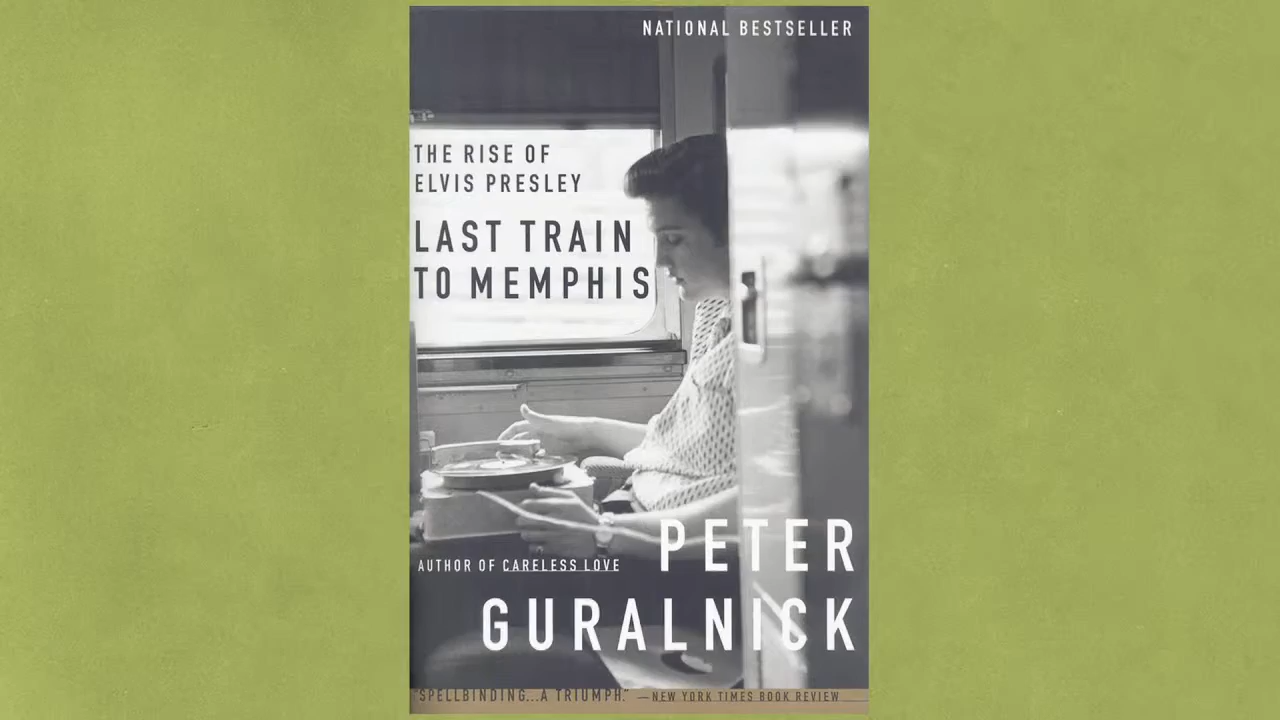 NATIONAL BESTSELLER
THE RISE OF
ELVIS PRESLEY
LAST TRAIN
TO MEMPHIS
AUTHOR OF CARELESS LOVE
PETER
GURALNICK
"SPELLBINDING...A TRIUMPH." —NEW YORK TIMES BOOK REVIEW